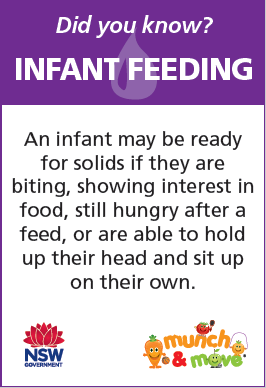 Did you know?
INFANT FEEDING
An infant may be ready
for solids if they are
biting, showing interest in
food, still hungry after a
feed, or are able to hold
up their head and sit up
on their own.
NSW
GOVERNMENT
munch
& move